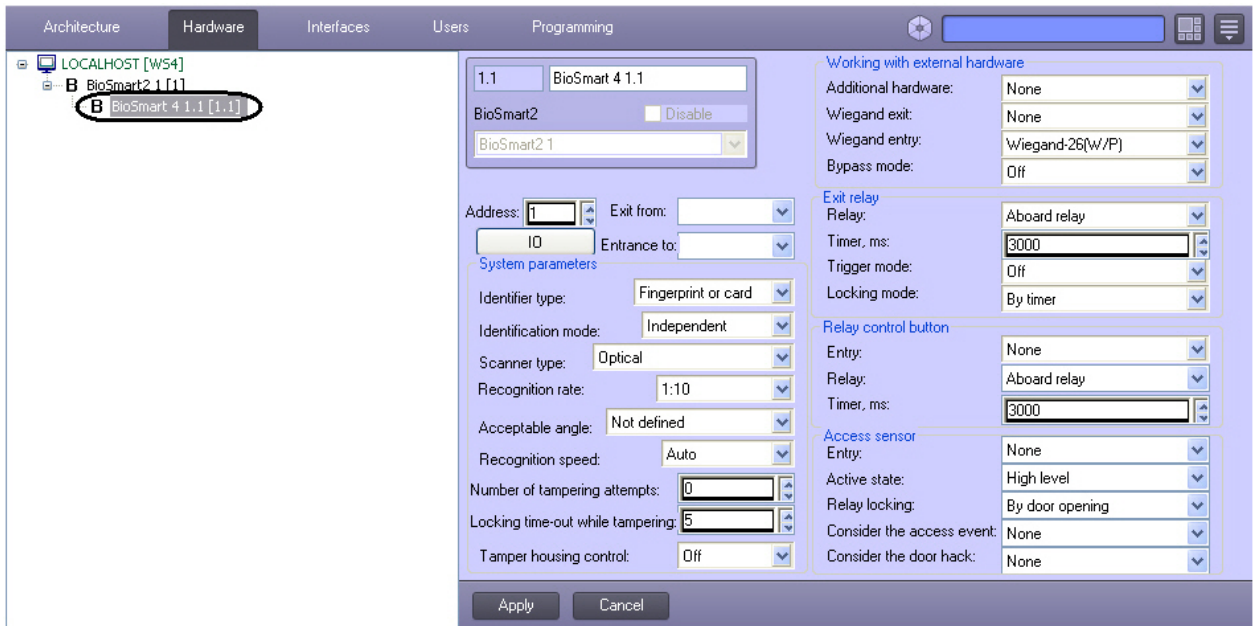 Architecture Hardware Interfaces Users Programming
LOCALHOST [WS4]
B BioSmart2 1 [1]
B BioSmart 4 1.1 [1.1]
1.1 BioSmart 4 1.1
BioSmart2 Disable
BioSmart2 1
Address: 1 Exit from:
IO Entrance to:
System parameters
Identifier type: Fingerprint or card
Identification mode: Independent
Scanner type: Optical
Recognition rate: 1:10
Acceptable angle: Not defined
Recognition speed: Auto
Number of tampering attempts: 0
Locking time-out while tampering: 5
Tamper housing control: Off
Working with external hardware
Additional hardware: None
Wiegand exit: None
Wiegand entry: Wiegand-26(W/P)
Bypass mode: Off
Exit relay
Relay: Aboard relay
Timer, ms: 3000
Trigger mode: Off
Locking mode: By timer
Relay control button
Entry: None
Relay: Aboard relay
Timer, ms: 3000
Access sensor
Entry: None
Active state: High level
Relay locking: By door opening
Consider the access event: None
Consider the door hack: None
Apply Cancel